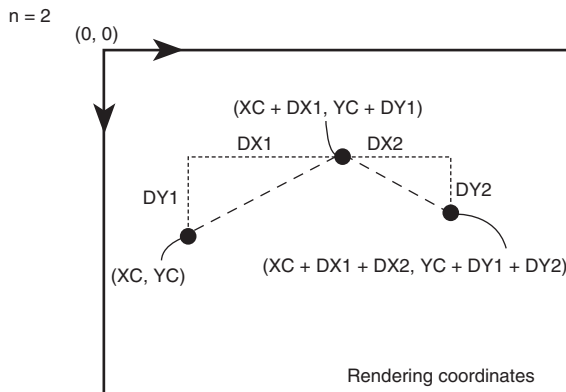 n = 2
(0, 0)
(XC + DX1, YC + DY1)
DX1
DX2
DY1
DY2
(XC, YC)
(XC + DX1 + DX2, YC + DY1 + DY2)
Rendering coordinates